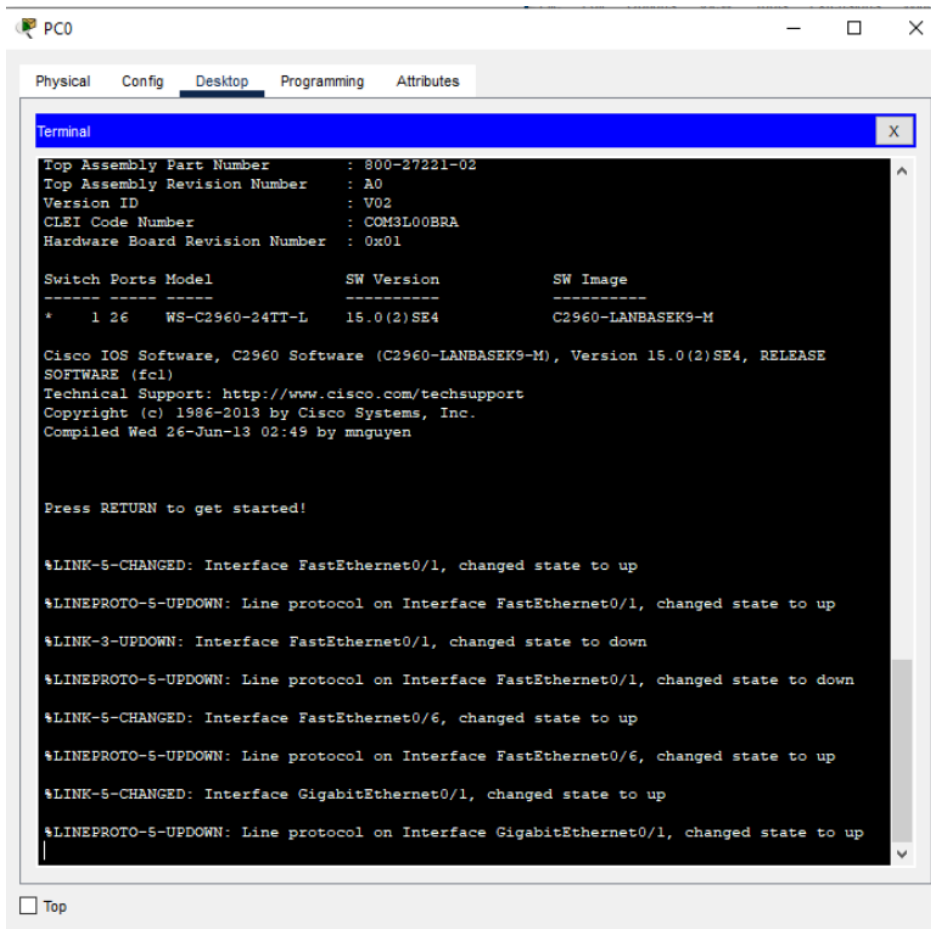 PC0
Physical Config Desktop Programming Attributes
Terminal
X
Top Assembly Part Number : 800-27221-02
Top Assembly Revision Number : A0
Version ID : V02
CLEI Code Number : COM3L00BRA
Hardware Board Revision Number : 0x01
Switch Ports Model SW Version SW Image
------ ----- ----- ---------- ----------
* 1 26 WS-C2960-24TT-L 15.0(2)SE4 C2960-LANBASEK9-M
Cisco IOS Software, C2960 Software (C2960-LANBASEK9-M), Version 15.0(2)SE4, RELEASE
SOFTWARE (fc1)
Technical Support: http://www.cisco.com/techsupport
Copyright (c) 1986-2013 by Cisco Systems, Inc.
Compiled Wed 26-Jun-13 02:49 by mnguyen
Press RETURN to get started!
%LINK-5-CHANGED: Interface FastEthernet0/1, changed state to up
%LINEPROTO-5-UPDOWN: Line protocol on Interface FastEthernet0/1, changed state to up
%LINK-3-UPDOWN: Interface FastEthernet0/1, changed state to down
%LINEPROTO-5-UPDOWN: Line protocol on Interface FastEthernet0/1, changed state to down
%LINK-5-CHANGED: Interface FastEthernet0/6, changed state to up
%LINEPROTO-5-UPDOWN: Line protocol on Interface FastEthernet0/6, changed state to up
%LINK-5-CHANGED: Interface GigabitEthernet0/1, changed state to up
%LINEPROTO-5-UPDOWN: Line protocol on Interface GigabitEthernet0/1, changed state to up
Top